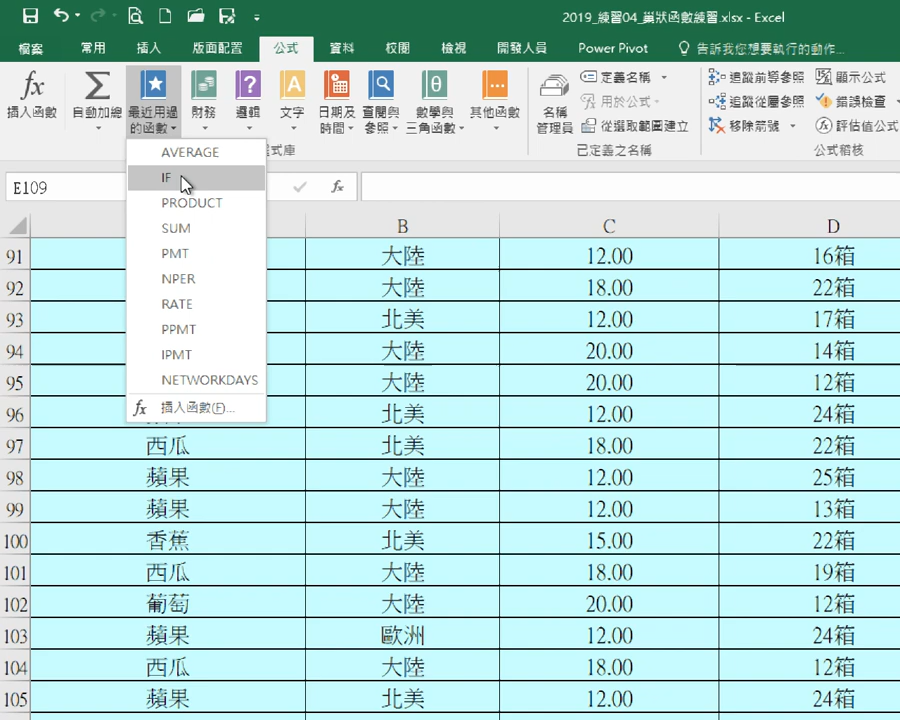 2019_練習04_巢狀函數練習.xlsx - Excel
檔案 常用 插入 版面配置 公式 資料 校閱 檢視 開發人員 Power Pivot 告訴我您想要執行的動作...
fx 插入函數
Σ 自動加總
最近用過的函數
財務
? 邏輯
A 文字
日期及時間
查閱與參照
θ 數學與三角函數
其他函數
名稱管理員
定義名稱
用於公式
從選取範圍建立
追蹤前導參照
追蹤從屬參照
移除箭號
顯示公式
錯誤檢查
評估值公式
式庫 已定義之名稱 公式稽核
AVERAGE
IF
PRODUCT
SUM
PMT
NPER
RATE
PPMT
IPMT
NETWORKDAYS
fx 插入函數(F)...
E109 fx
B C D
91 大陸 12.00 16箱
92 大陸 18.00 22箱
93 北美 12.00 17箱
94 大陸 20.00 14箱
95 大陸 20.00 12箱
96 北美 12.00 24箱
97 西瓜 北美 18.00 22箱
98 蘋果 大陸 12.00 25箱
99 蘋果 大陸 12.00 13箱
100 香蕉 北美 15.00 22箱
101 西瓜 大陸 18.00 19箱
102 葡萄 大陸 20.00 12箱
103 蘋果 歐洲 12.00 24箱
104 西瓜 大陸 18.00 12箱
105 蘋果 北美 12.00 24箱